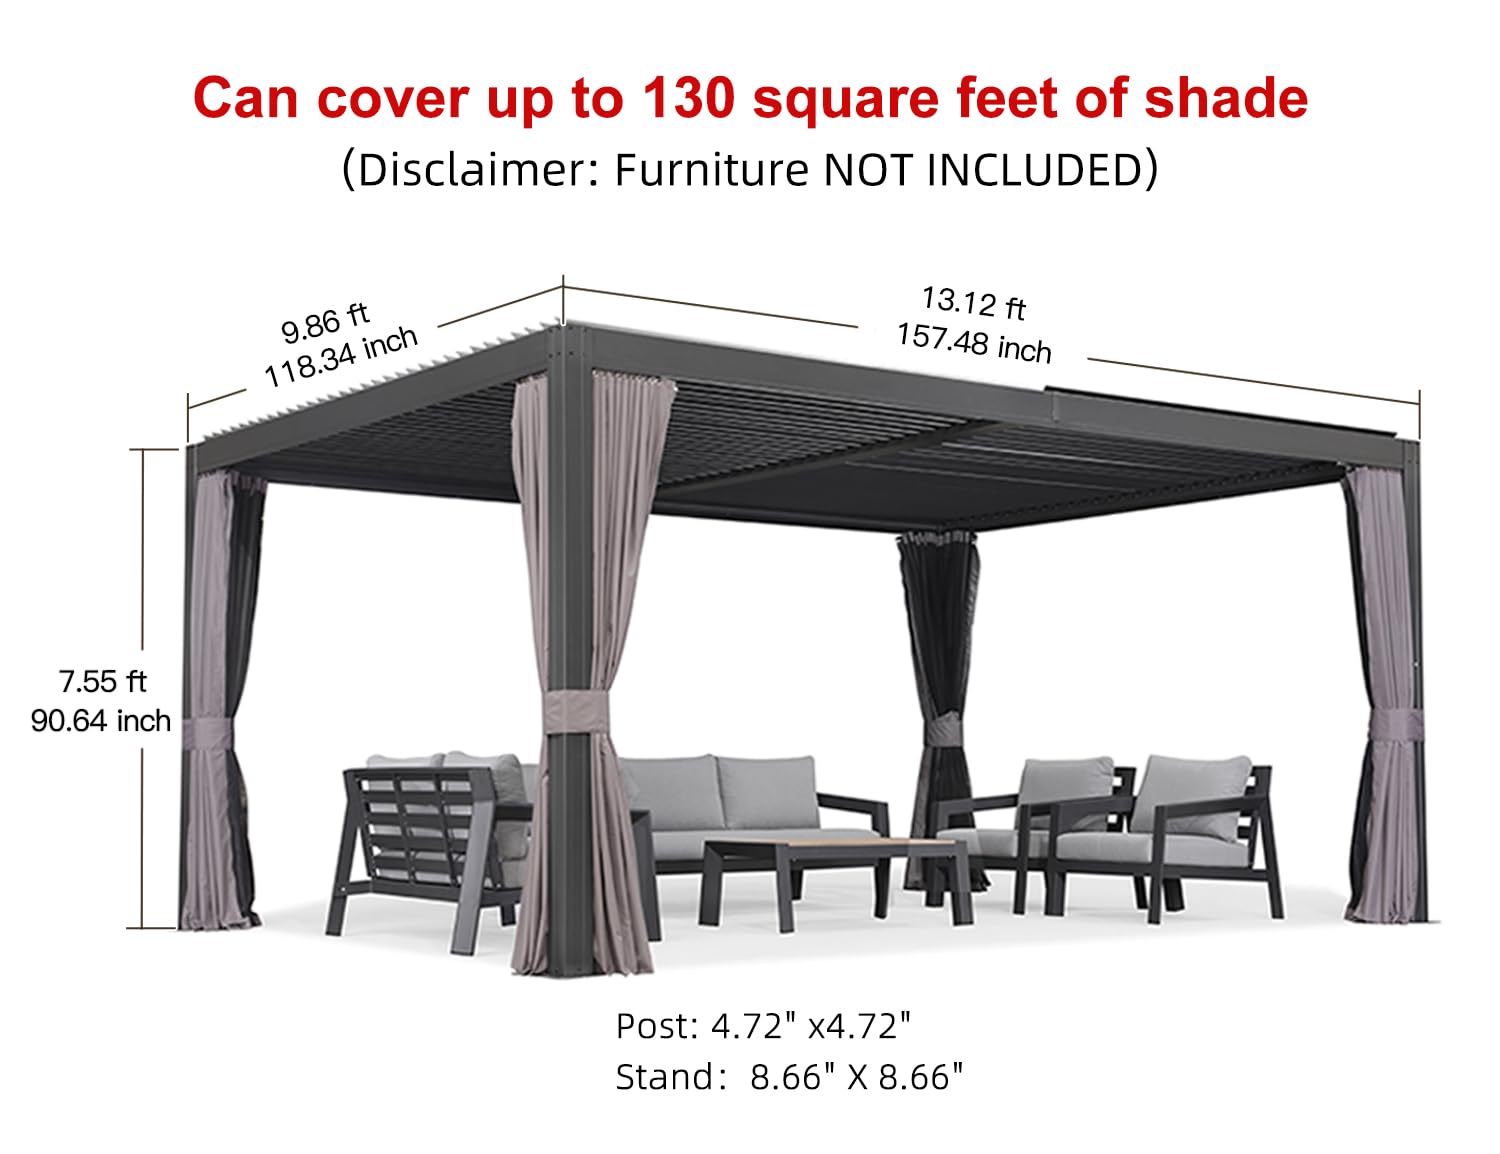 Can cover up to 130 square feet of shade
(Disclaimer: Furniture NOT INCLUDED)
9.86 ft
118.34 inch
13.12 ft
157.48 inch
7.55 ft
90.64 inch
Post: 4.72" x4.72"
Stand: 8.66" X 8.66"